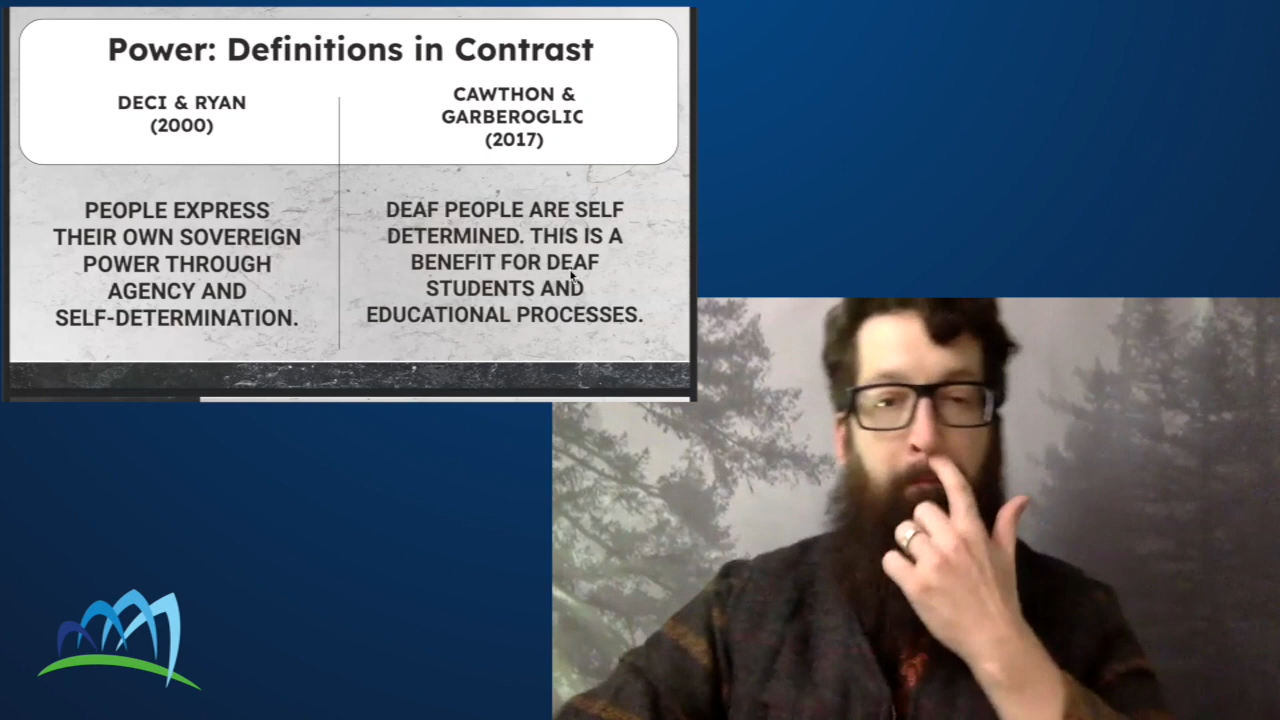 Power: Definitions in Contrast
DECI & RYAN
(2000)
CAWTHON &
GARBEROGLIC
(2017)
PEOPLE EXPRESS
THEIR OWN SOVEREIGN
POWER THROUGH
AGENCY AND
SELF-DETERMINATION.
DEAF PEOPLE ARE SELF
DETERMINED. THIS IS A
BENEFIT FOR DEAF
STUDENTS AND
EDUCATIONAL PROCESSES.